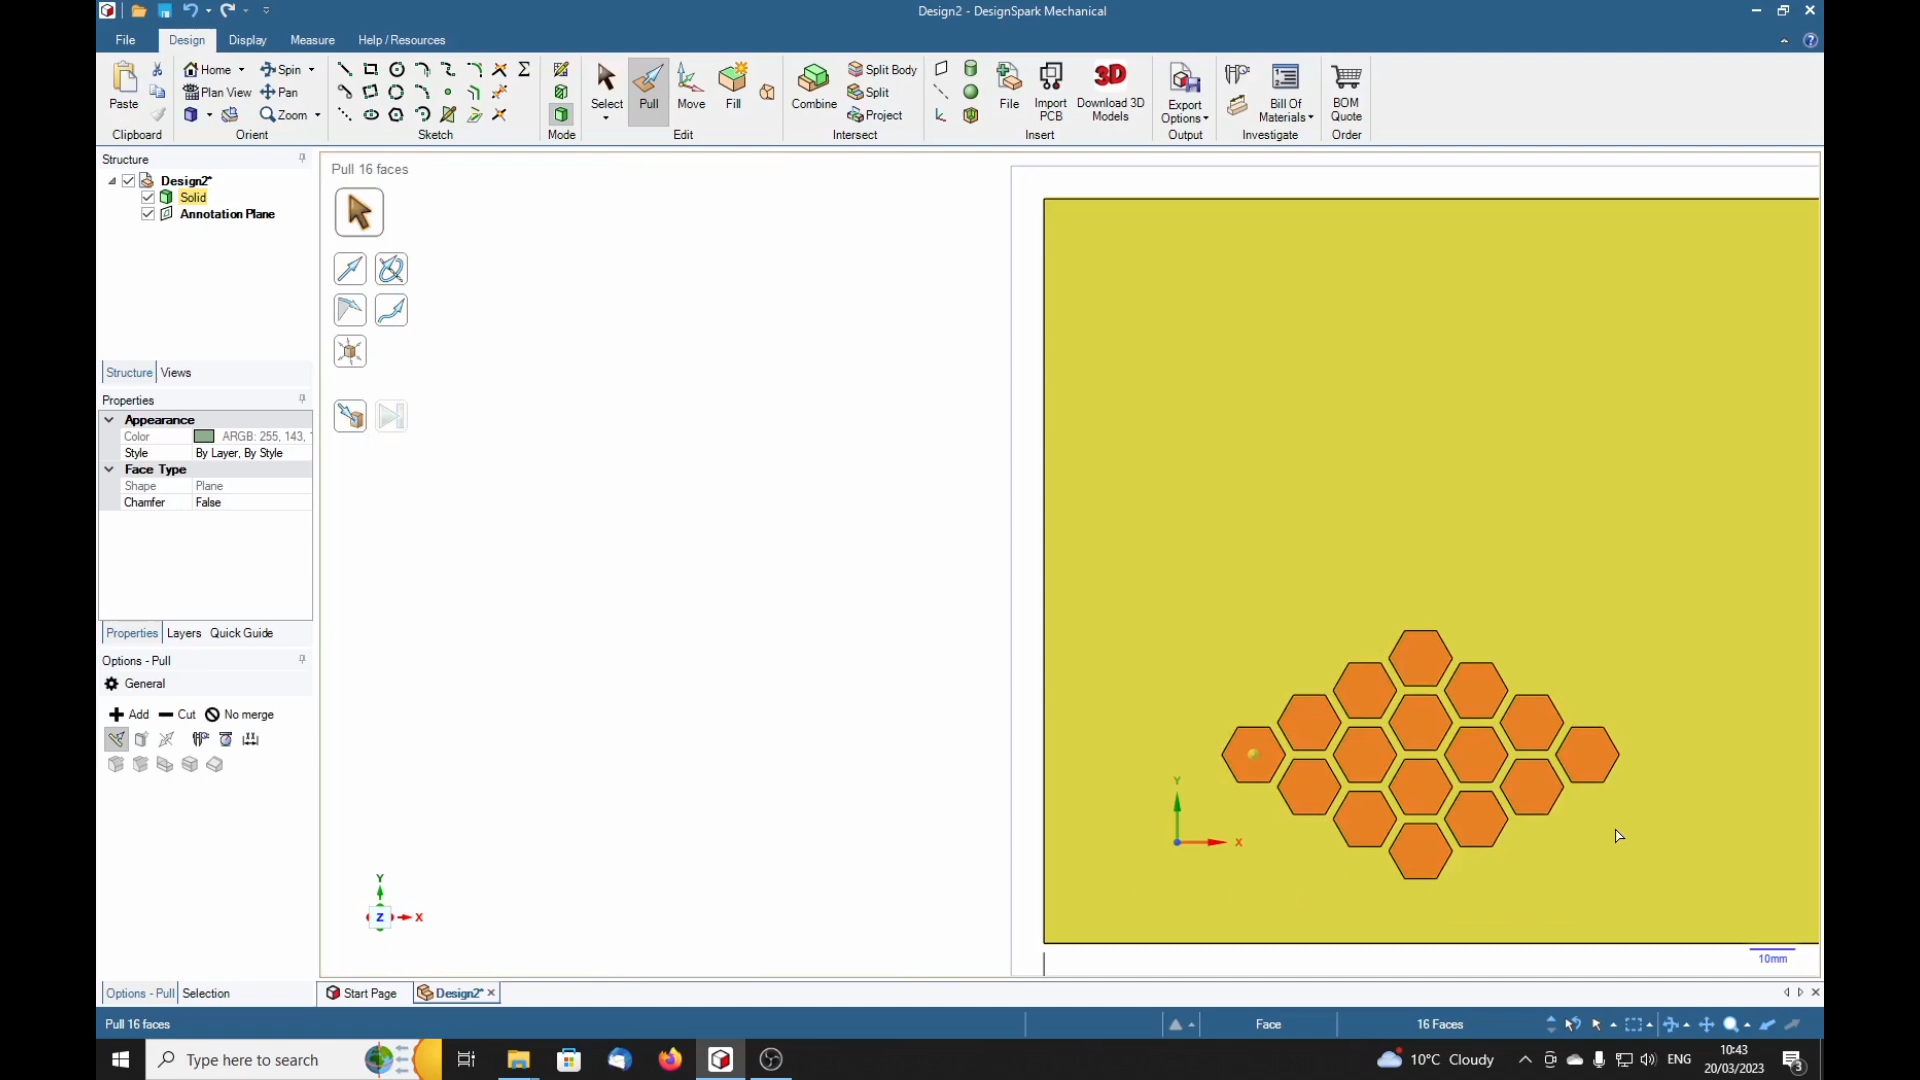 Design2 - DesignSpark Mechanical
File
Design
Display
Measure
Help / Resources
Paste
Home
Plan View
Spin
Pan
Zoom
Select
Pull
Move
Fill
Combine
Split Body
Split
Project
File
Import PCB
3D
Download 3D Models
Export Options
Bill Of Materials
BOM Quote
Clipboard
Orient
Sketch
Mode
Edit
Intersect
Insert
Output
Investigate
Order
Structure
Design2*
Solid
Annotation Plane
Structure
Views
Properties
Appearance
Color ARGB: 255, 143,
Style By Layer, By Style
Face Type
Shape Plane
Chamfer False
Properties
Layers
Quick Guide
Options - Pull
General
Add
Cut
No merge
Options - Pull
Selection
Pull 16 faces
Y
X
Y
Z
X
10mm
Start Page
Design2*
Pull 16 faces
Face
16 Faces
Type here to search
10°C Cloudy
ENG
10:43
20/03/2023
3